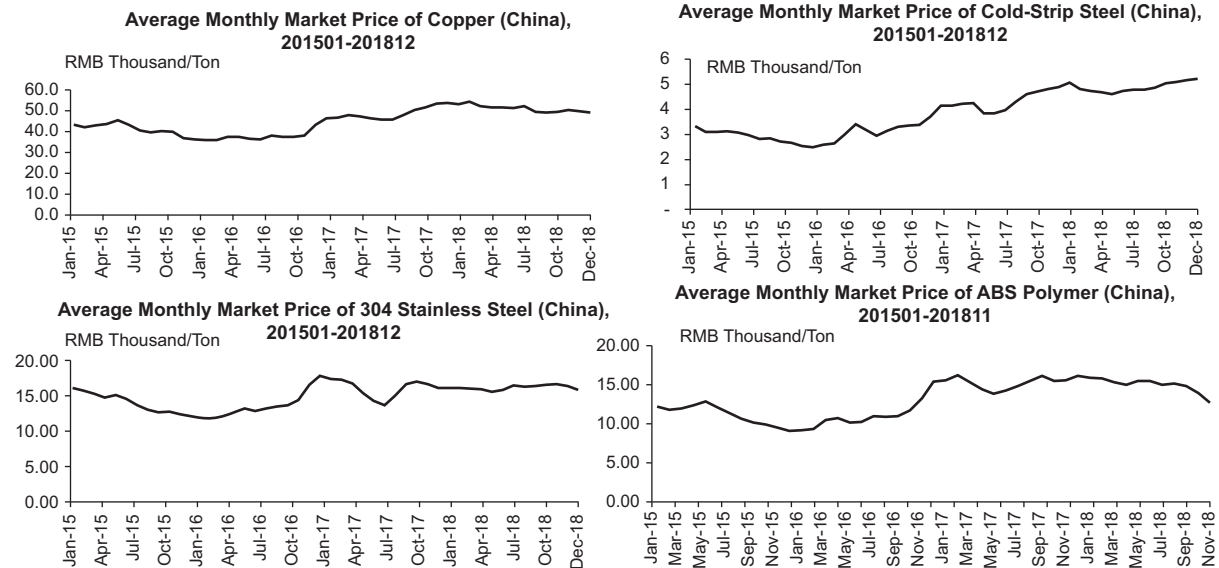 Average Monthly Market Price of Copper (China),
201501-201812
RMB Thousand/Ton
60.0
50.0
40.0
30.0
20.0
10.0
0.0
Jan-15
Apr-15
Jul-15
Oct-15
Jan-16
Apr-16
Jul-16
Oct-16
Jan-17
Apr-17
Jul-17
Oct-17
Jan-18
Apr-18
Jul-18
Oct-18
Dec-18
Average Monthly Market Price of Cold-Strip Steel (China),
201501-201812
RMB Thousand/Ton
6
5
4
3
2
1
-
Jan-15
Apr-15
Jul-15
Oct-15
Jan-16
Apr-16
Jul-16
Oct-16
Jan-17
Apr-17
Jul-17
Oct-17
Jan-18
Apr-18
Jul-18
Oct-18
Dec-18
Average Monthly Market Price of 304 Stainless Steel (China),
201501-201812
RMB Thousand/Ton
20.00
15.00
10.00
5.00
0.00
Jan-15
Apr-15
Jul-15
Oct-15
Jan-16
Apr-16
Jul-16
Oct-16
Jan-17
Apr-17
Jul-17
Oct-17
Jan-18
Apr-18
Jul-18
Oct-18
Dec-18
Average Monthly Market Price of ABS Polymer (China),
201501-201811
RMB Thousand/Ton
20.00
15.00
10.00
5.00
0.00
Jan-15
Mar-15
May-15
Jul-15
Sep-15
Nov-15
Jan-16
Mar-16
May-16
Jul-16
Sep-16
Nov-16
Jan-17
Mar-17
May-17
Jul-17
Sep-17
Nov-17
Jan-18
Mar-18
May-18
Jul-18
Sep-18
Nov-18